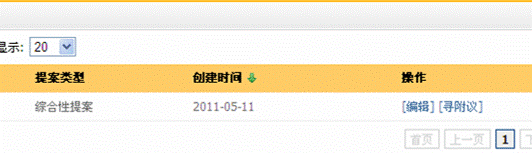 显示: 20
提案类型 创建时间 操作
综合性提案 2011-05-11 [编辑] [寻附议]
首页 上一页 1